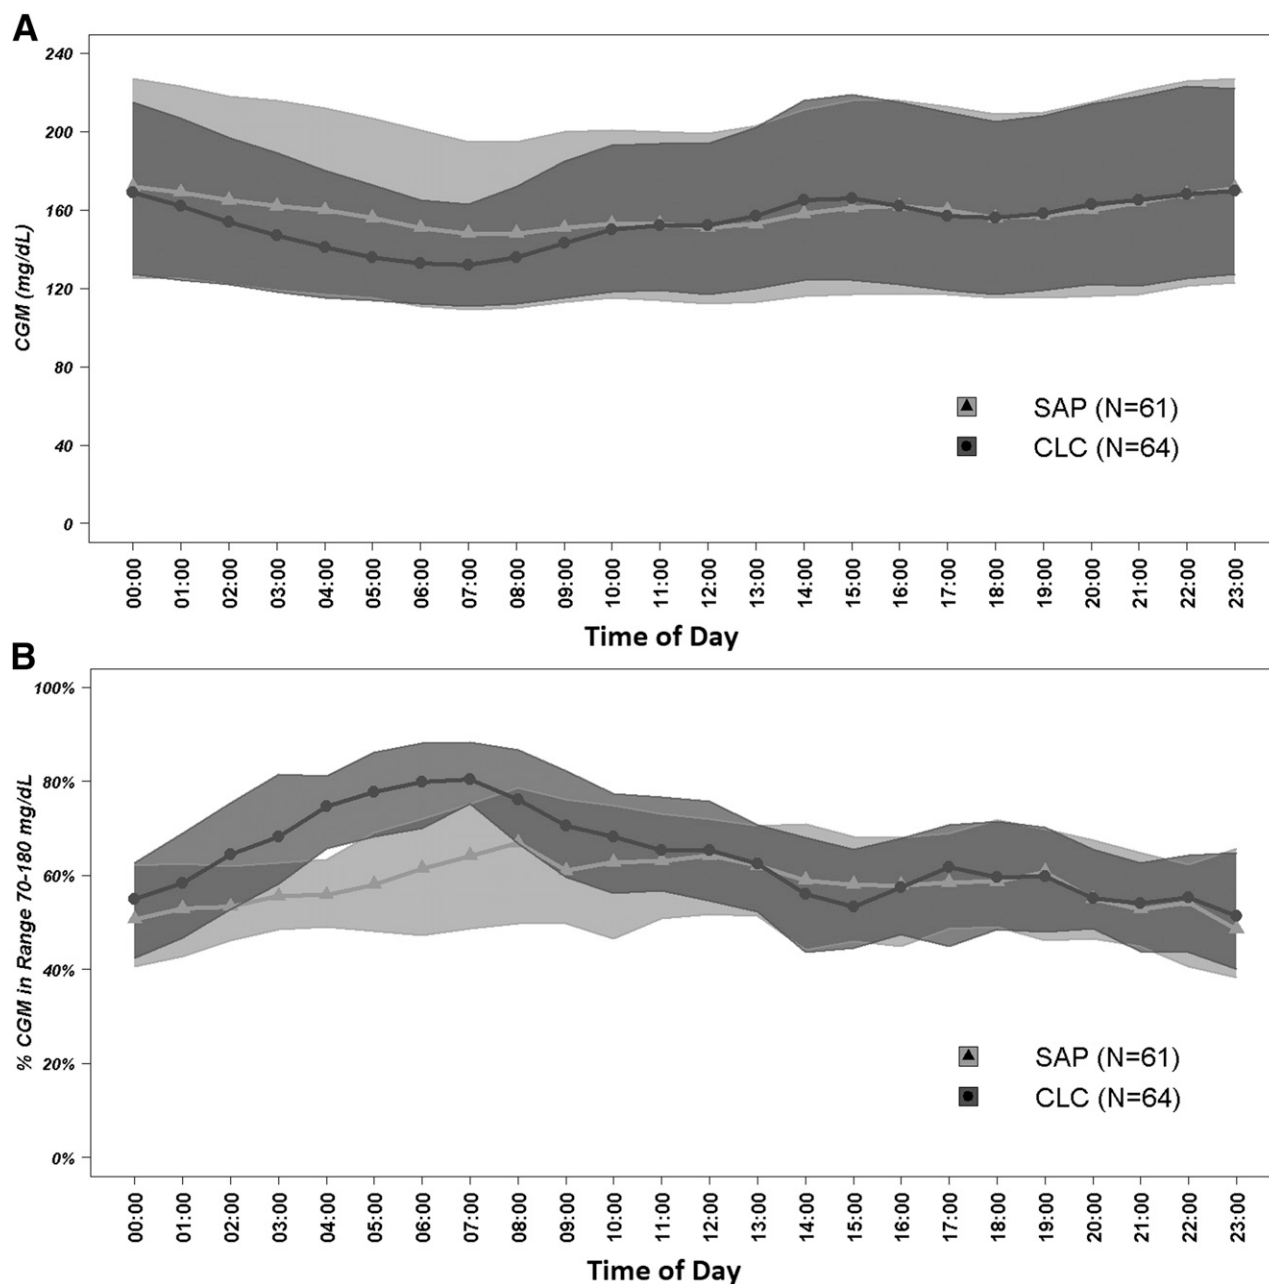 A
CGM (mg/dL)
240
200
160
120
80
40
0
SAP (N=61)
CLC (N=64)
00:00 01:00 02:00 03:00 04:00 05:00 06:00 07:00 08:00 09:00 10:00 11:00 12:00 13:00 14:00 15:00 16:00 17:00 18:00 19:00 20:00 21:00 22:00 23:00
Time of Day
B
% CGM in Range 70-180 mg/dL
100%
80%
60%
40%
20%
0%
SAP (N=61)
CLC (N=64)
00:00 01:00 02:00 03:00 04:00 05:00 06:00 07:00 08:00 09:00 10:00 11:00 12:00 13:00 14:00 15:00 16:00 17:00 18:00 19:00 20:00 21:00 22:00 23:00
Time of Day